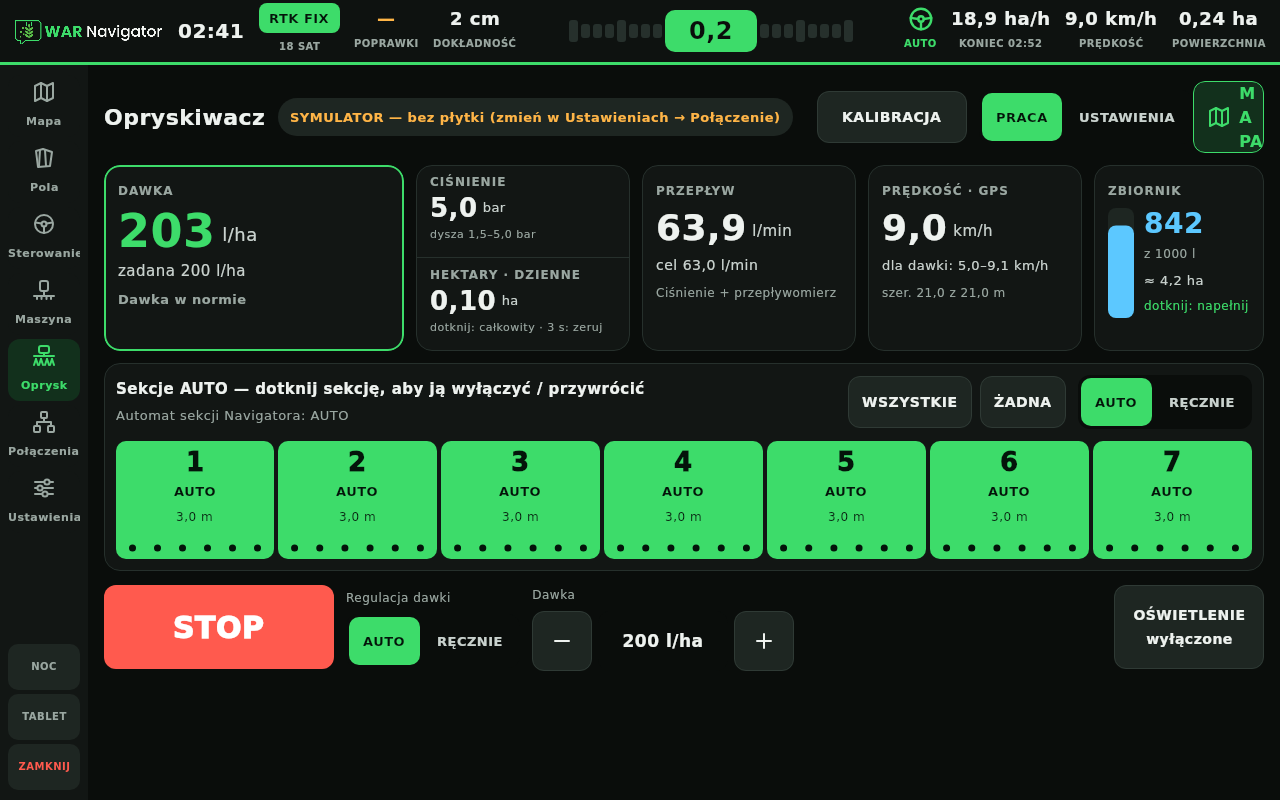 WAR Navigator
02:41
RTK FIX
18 SAT
—
POPRAWKI
2 cm
DOKŁADNOŚĆ
0,2
AUTO
18,9 ha/h
KONIEC 02:52
9,0 km/h
PRĘDKOŚĆ
0,24 ha
POWIERZCHNIA
Mapa
Pola
Sterowanie
Maszyna
Oprysk
Połączenia
Ustawienia
NOC
TABLET
ZAMKNIJ
Opryskiwacz
SYMULATOR — bez płytki (zmień w Ustawieniach → Połączenie)
KALIBRACJA
PRACA
USTAWIENIA
M
A
PA
DAWKA
203 l/ha
zadana 200 l/ha
Dawka w normie
CIŚNIENIE
5,0 bar
dysza 1,5–5,0 bar
HEKTARY · DZIENNE
0,10 ha
dotknij: całkowity · 3 s: zeruj
PRZEPŁYW
63,9 l/min
cel 63,0 l/min
Ciśnienie + przepływomierz
PRĘDKOŚĆ · GPS
9,0 km/h
dla dawki: 5,0–9,1 km/h
szer. 21,0 z 21,0 m
ZBIORNIK
842
z 1000 l
≈ 4,2 ha
dotknij: napełnij
Sekcje AUTO — dotknij sekcję, aby ją wyłączyć / przywrócić
Automat sekcji Navigatora: AUTO
WSZYSTKIE
ŻADNA
AUTO
RĘCZNIE
1
AUTO
3,0 m
2
AUTO
3,0 m
3
AUTO
3,0 m
4
AUTO
3,0 m
5
AUTO
3,0 m
6
AUTO
3,0 m
7
AUTO
3,0 m
STOP
Regulacja dawki
AUTO
RĘCZNIE
Dawka
−
200 l/ha
+
OŚWIETLENIE
wyłączone